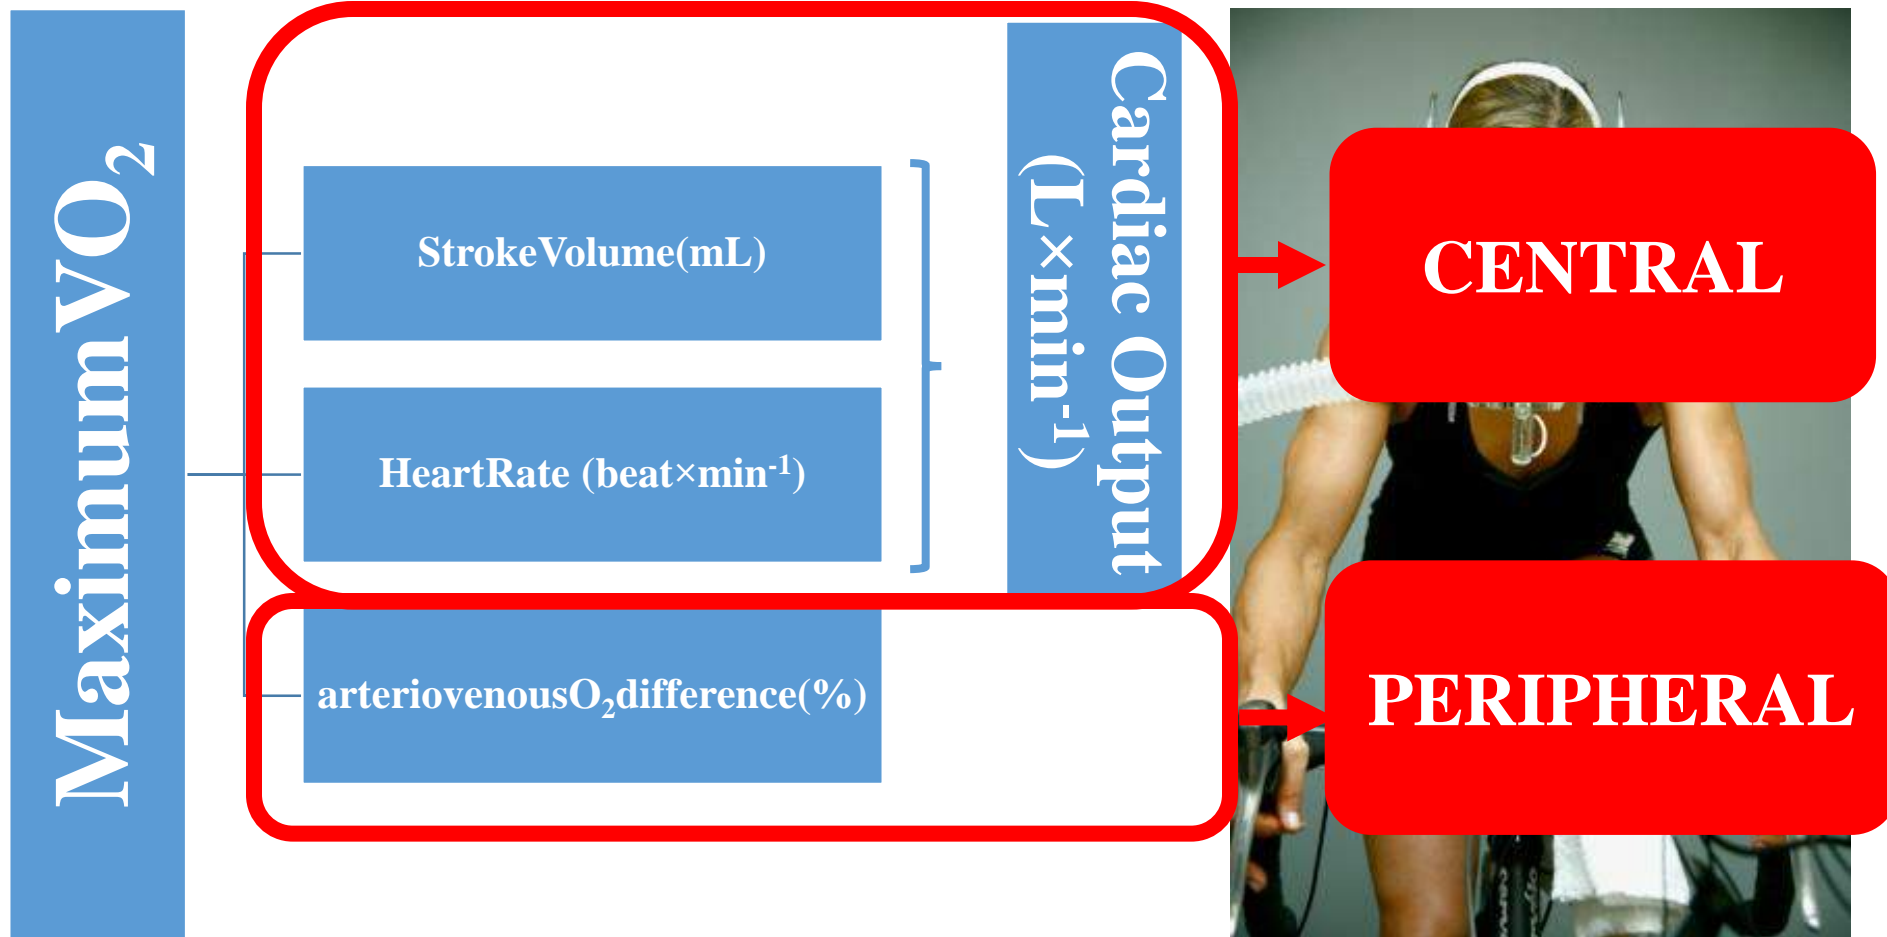 Maximum VO₂
StrokeVolume(mL)
HeartRate (beat×min⁻¹)
arteriovenousO₂difference(%)
Cardiac Output
(L×min⁻¹)
CENTRAL
PERIPHERAL